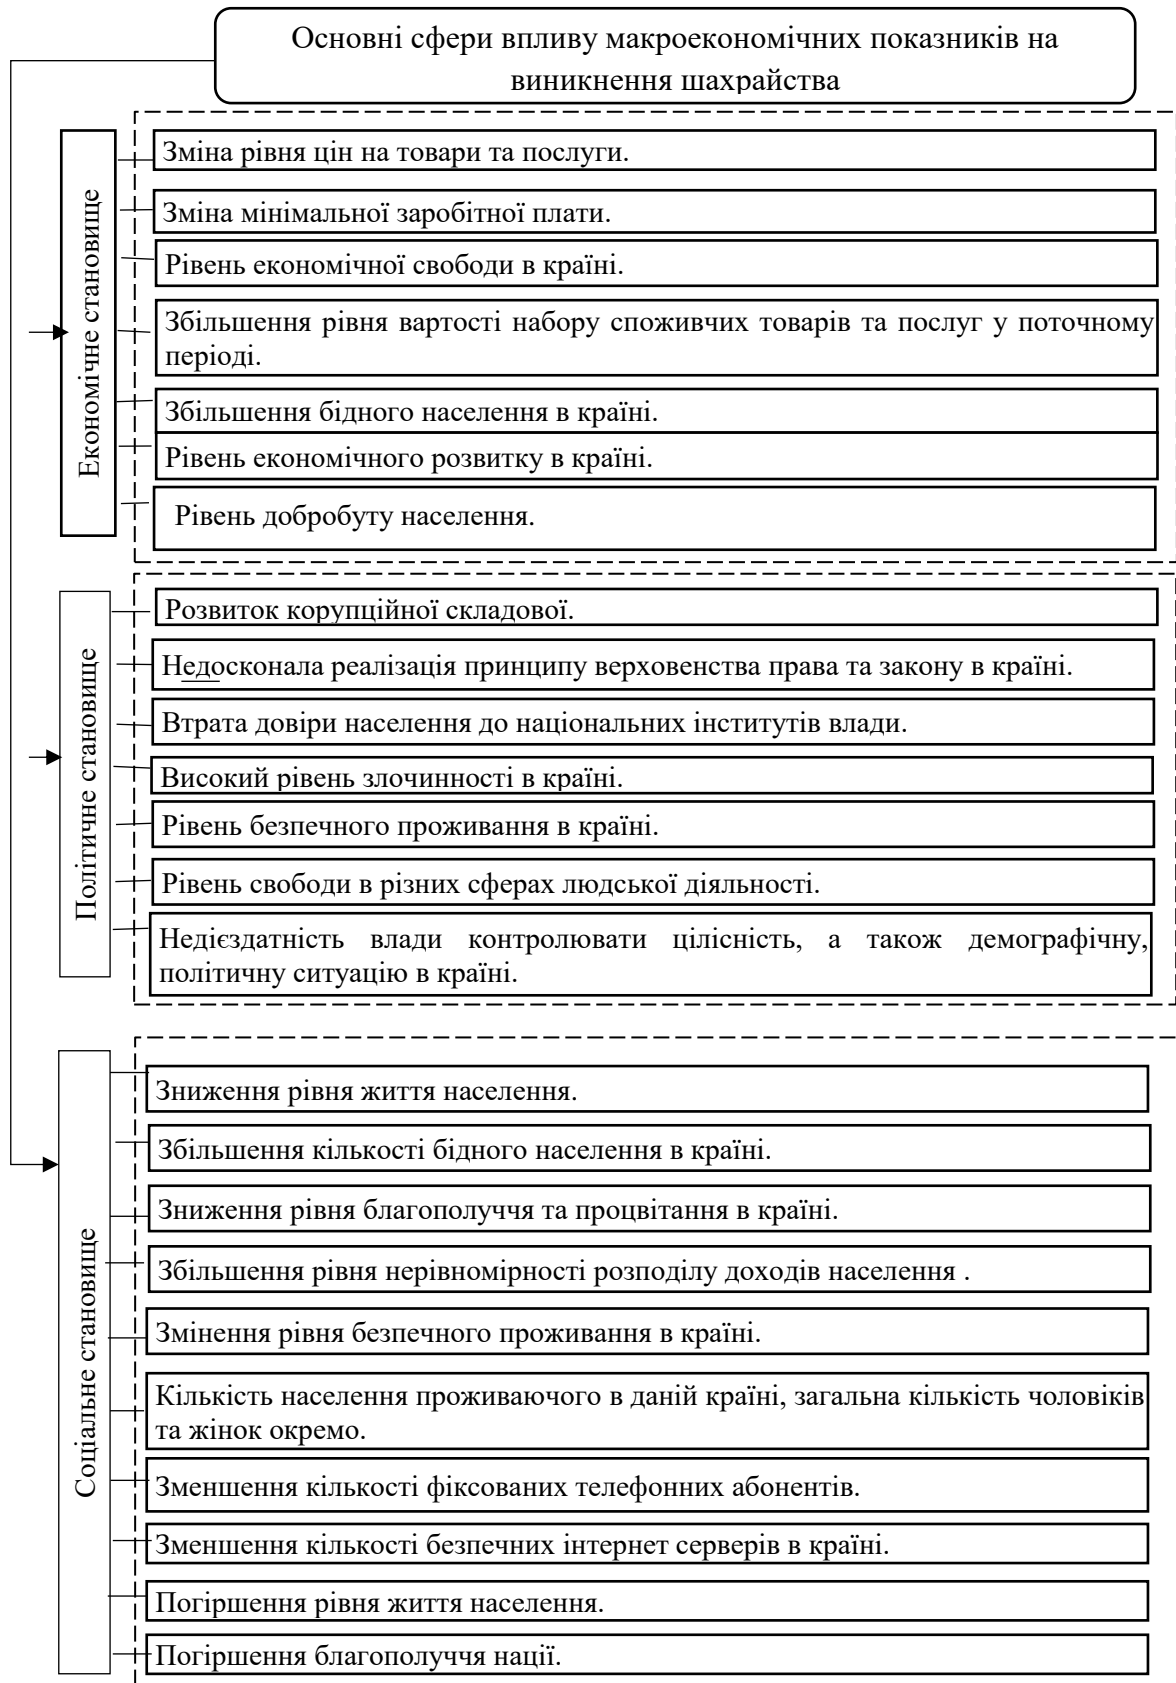 Основні сфери впливу макроекономічних показників на
виникнення шахрайства
Економічне становище
Зміна рівня цін на товари та послуги.
Зміна мінімальної заробітної плати.
Рівень економічної свободи в країні.
Збільшення рівня вартості набору споживчих товарів та послуг у поточному
періоді.
Збільшення бідного населення в країні.
Рівень економічного розвитку в країні.
Рівень добробуту населення.
Політичне становище
Розвиток корупційної складової.
Недосконала реалізація принципу верховенства права та закону в країні.
Втрата довіри населення до національних інститутів влади.
Високий рівень злочинності в країні.
Рівень безпечного проживання в країні.
Рівень свободи в різних сферах людської діяльності.
Недієздатність влади контролювати цілісність, а також демографічну,
політичну ситуацію в країні.
Соціальне становище
Зниження рівня життя населення.
Збільшення кількості бідного населення в країні.
Зниження рівня благополуччя та процвітання в країні.
Збільшення рівня нерівномірності розподілу доходів населення .
Змінення рівня безпечного проживання в країні.
Кількість населення проживаючого в даній країні, загальна кількість чоловіків
та жінок окремо.
Зменшення кількості фіксованих телефонних абонентів.
Зменшення кількості безпечних інтернет серверів в країні.
Погіршення рівня життя населення.
Погіршення благополуччя нації.